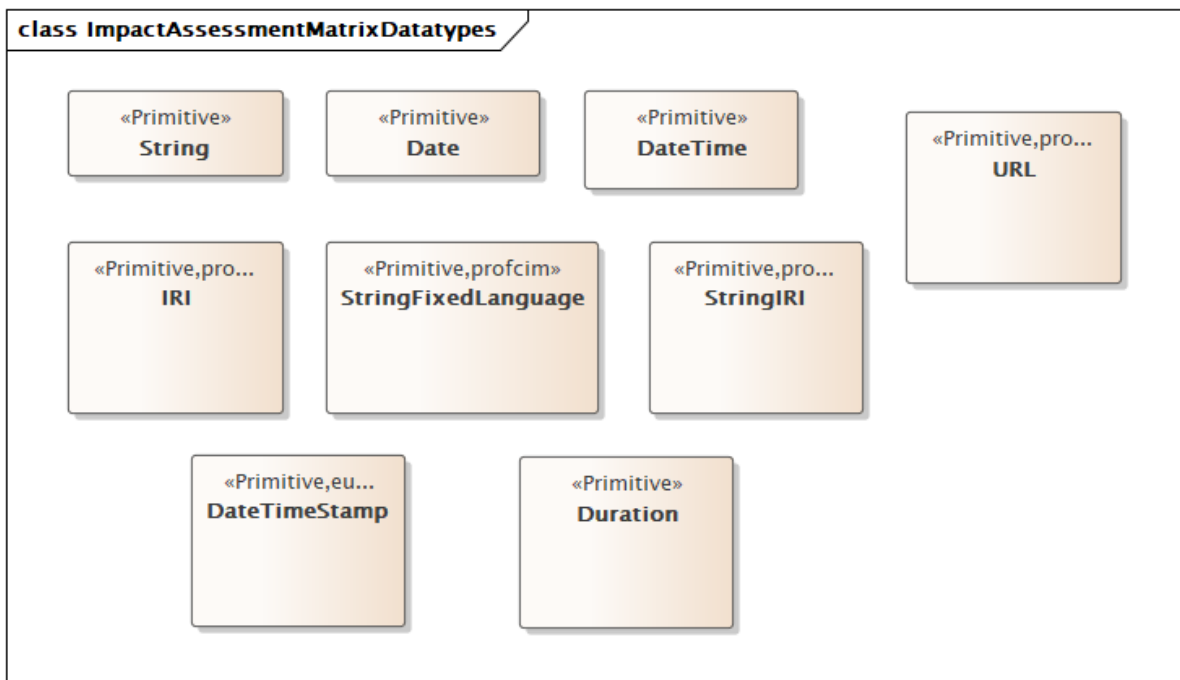 class ImpactAssessmentMatrixDatatypes
«Primitive»
String
«Primitive»
Date
«Primitive»
DateTime
«Primitive,pro...
URL
«Primitive,pro...
IRI
«Primitive,profcim»
StringFixedLanguage
«Primitive,pro...
StringIRI
«Primitive,eu...
DateTimeStamp
«Primitive»
Duration